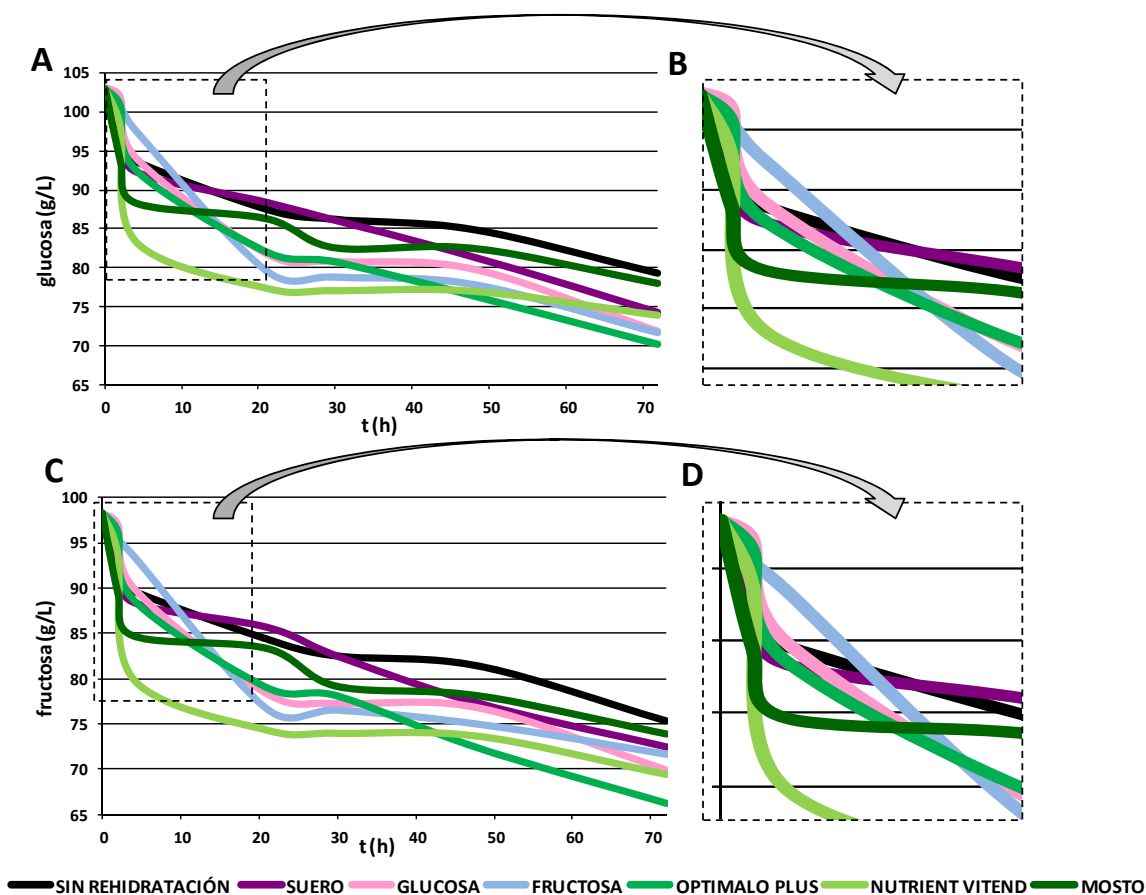 A
B
105
100
95
90
85
80
75
70
65
glucosa (g/L)
0 10 20 30 40 50 60 70
t (h)
C
D
100
95
90
85
80
75
70
65
fructosa (g/L)
0 10 20 30 40 50 60 70
t (h)
SIN REHIDRATACIÓN SUERO GLUCOSA FRUCTOSA OPTIMALO PLUS NUTRIENT VITEND MOSTO